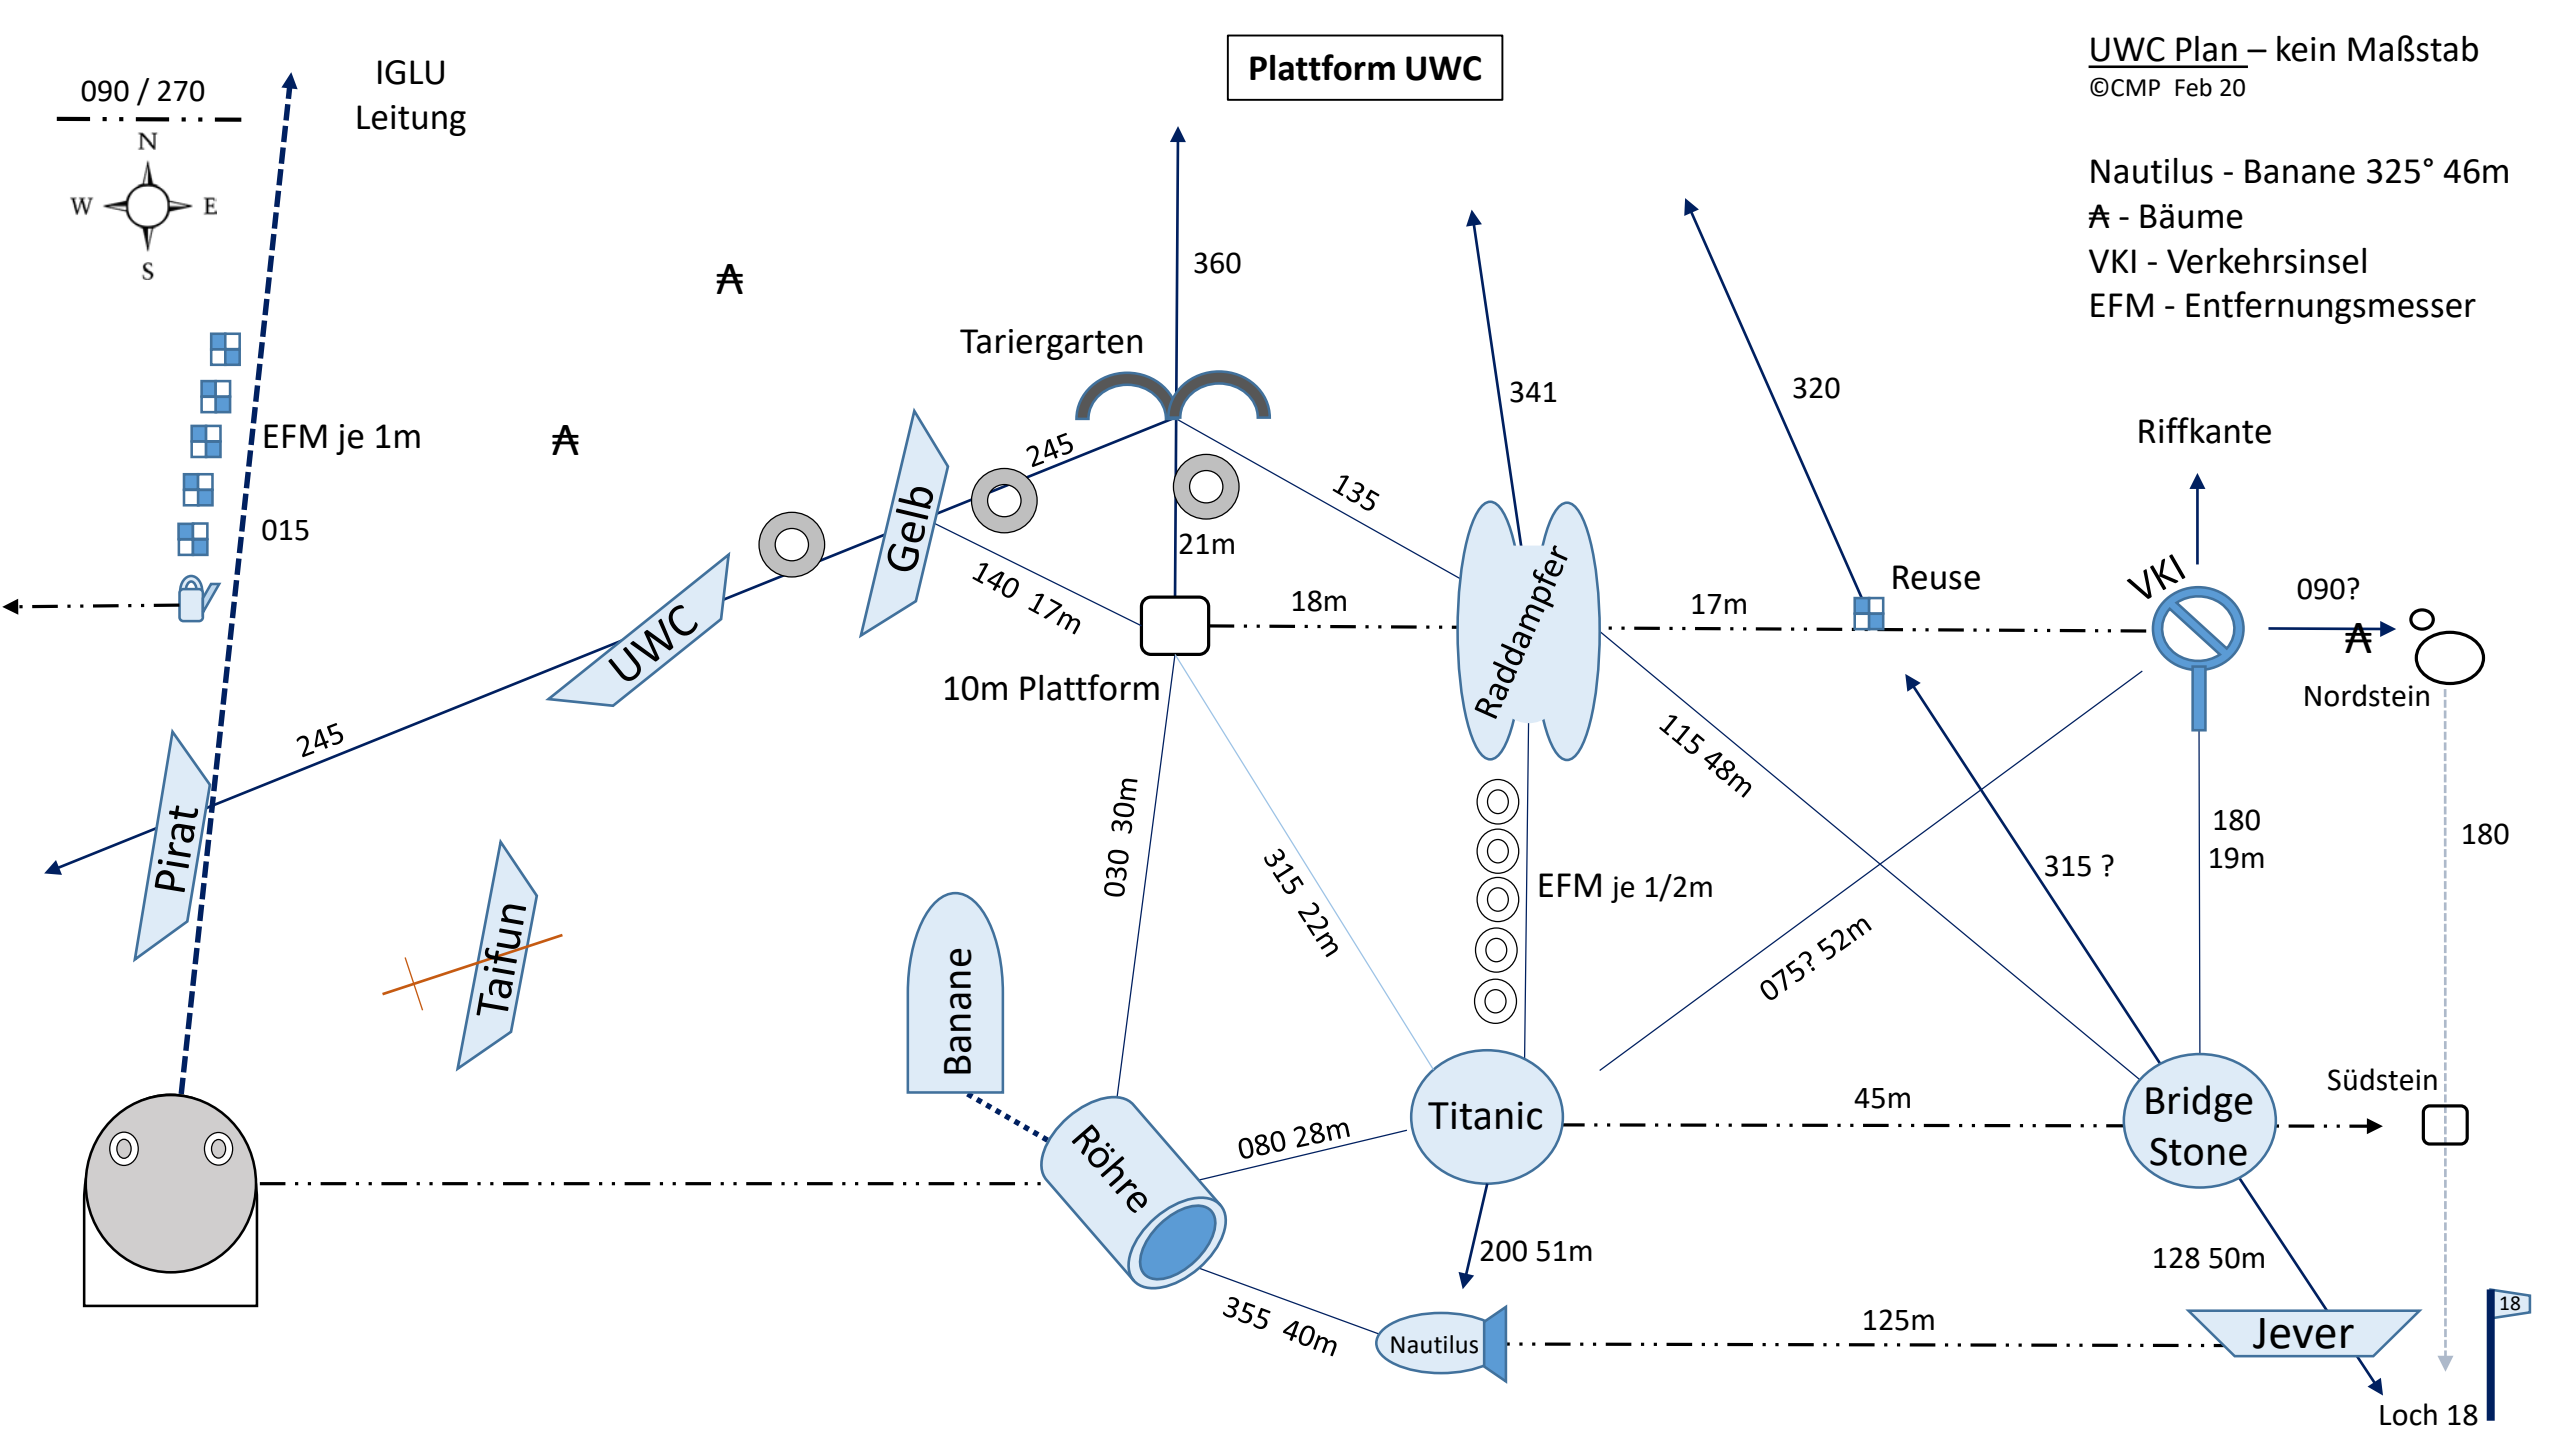 Plattform UWC
UWC Plan – kein Maßstab
©CMP Feb 20
Nautilus - Banane 325° 46m
₳ - Bäume
VKI - Verkehrsinsel
EFM - Entfernungsmesser
090 / 270
N
W
E
S
IGLU
Leitung
EFM je 1m
015
₳
₳
Tariergarten
360
341
320
Riffkante
245
Gelb
135
21m
140 17m
UWC
10m Plattform
18m
Raddampfer
17m
Reuse
VKI
090?
₳
Nordstein
245
Pirat
Taifun
030 30m
315 22m
EFM je 1/2m
115 48m
075? 52m
315 ?
180
19m
180
Banane
Röhre
080 28m
Titanic
45m
Bridge
Stone
Südstein
200 51m
128 50m
355 40m
Nautilus
125m
Jever
18
Loch 18